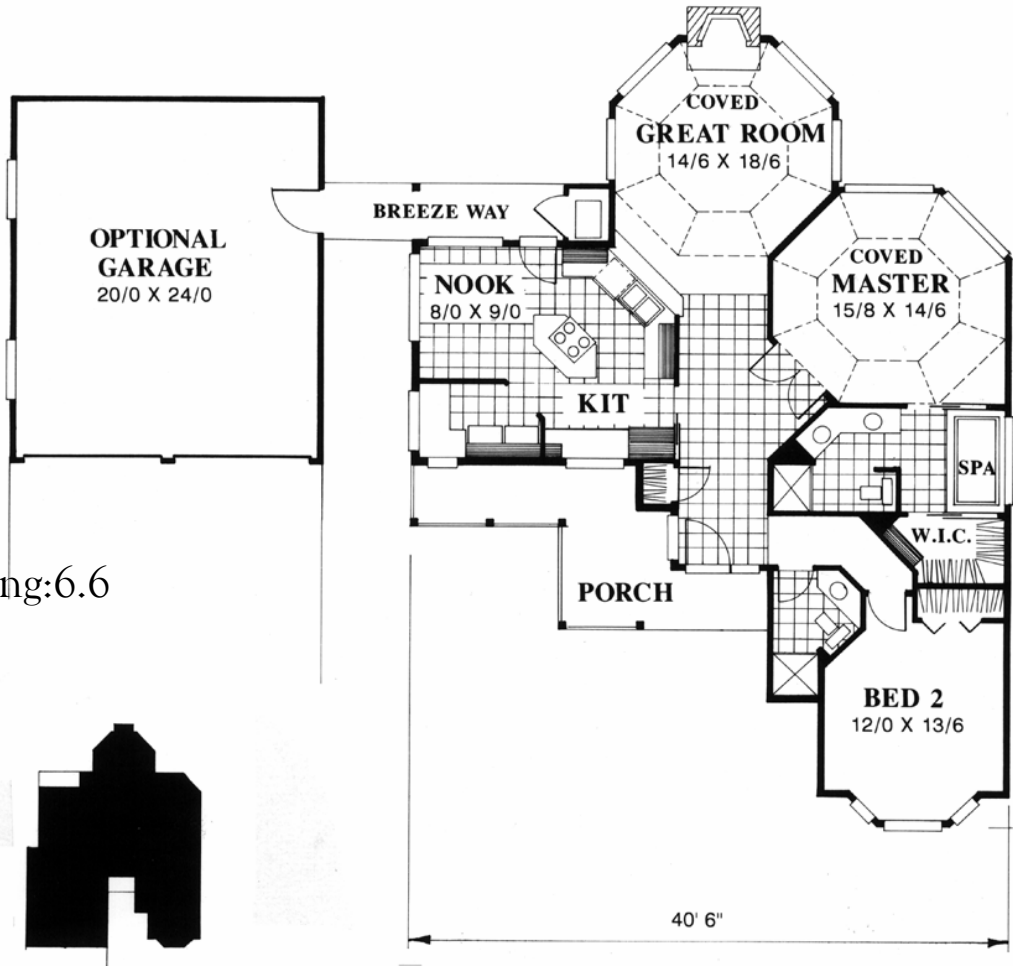 COVED
GREAT ROOM
14/6 X 18/6
BREEZE WAY
OPTIONAL
GARAGE
20/0 X 24/0
NOOK
8/0 X 9/0
COVED
MASTER
15/8 X 14/6
KIT
SPA
W.I.C.
ng:6.6
PORCH
BED 2
12/0 X 13/6
40' 6"